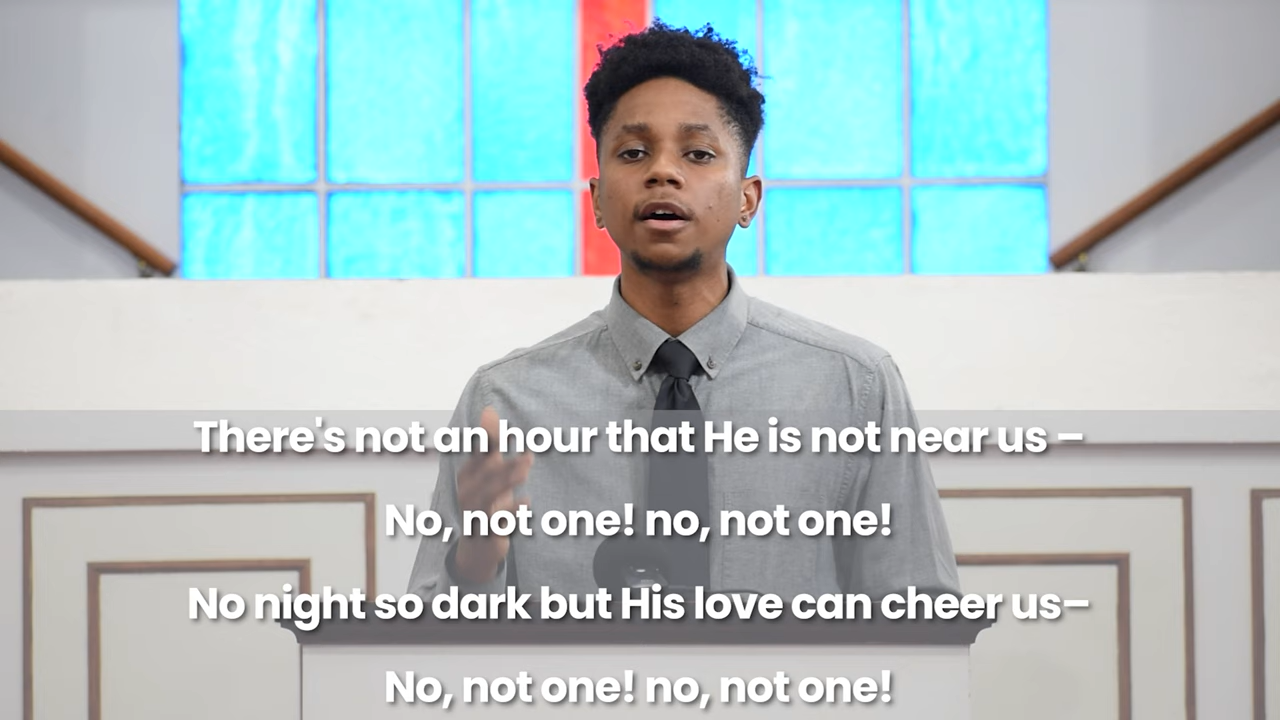 There's not an hour that He is not near us –
No, not one! no, not one!
No night so dark but His love can cheer us–
No, not one! no, not one!